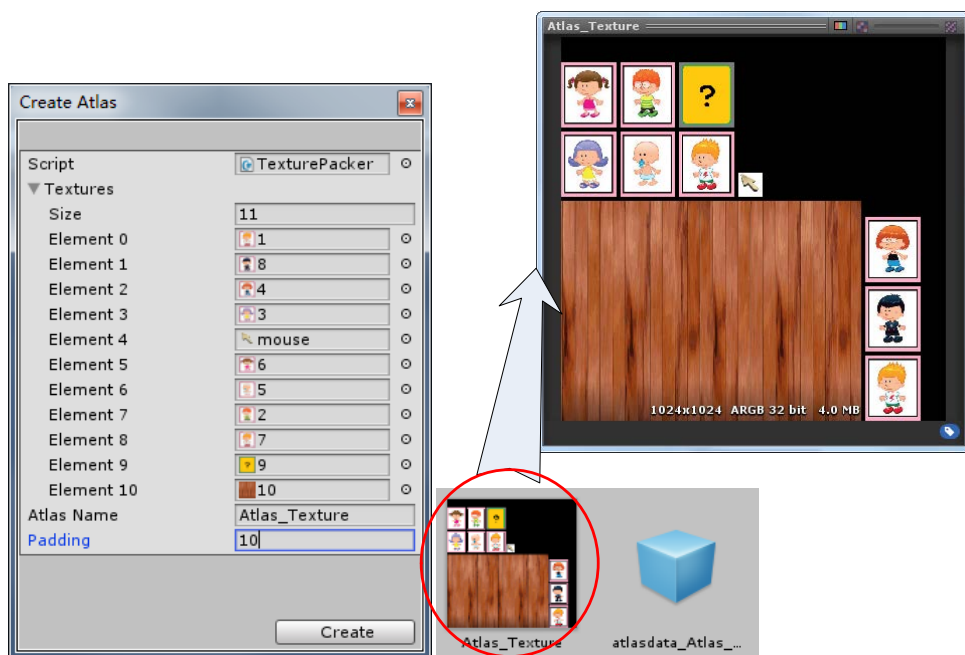 Create Atlas
Script TexturePacker
Textures
Size 11
Element 0 1
Element 1 8
Element 2 4
Element 3 3
Element 4 mouse
Element 5 6
Element 6 5
Element 7 2
Element 8 7
Element 9 9
Element 10 10
Atlas Name Atlas_Texture
Padding 10
Create
Atlas_Texture
?
1024x1024 ARGB 32 bit 4.0 MB
Atlas_Texture
atlasdata_Atlas_...